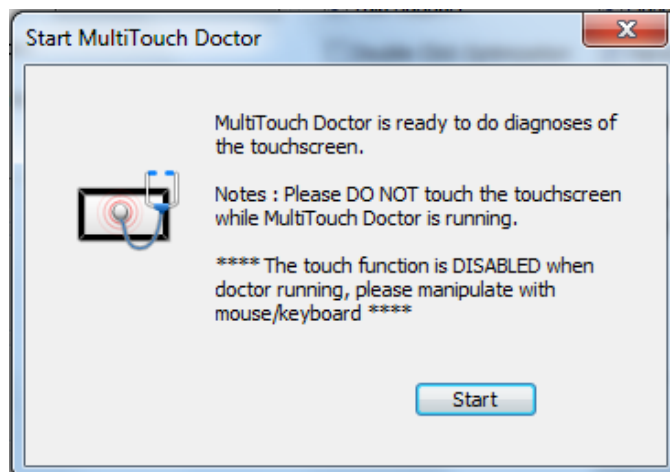 Start MultiTouch Doctor
MultiTouch Doctor is ready to do diagnoses of
the touchscreen.
Notes : Please DO NOT touch the touchscreen
while MultiTouch Doctor is running.
**** The touch function is DISABLED when
doctor running, please manipulate with
mouse/keyboard ****
Start